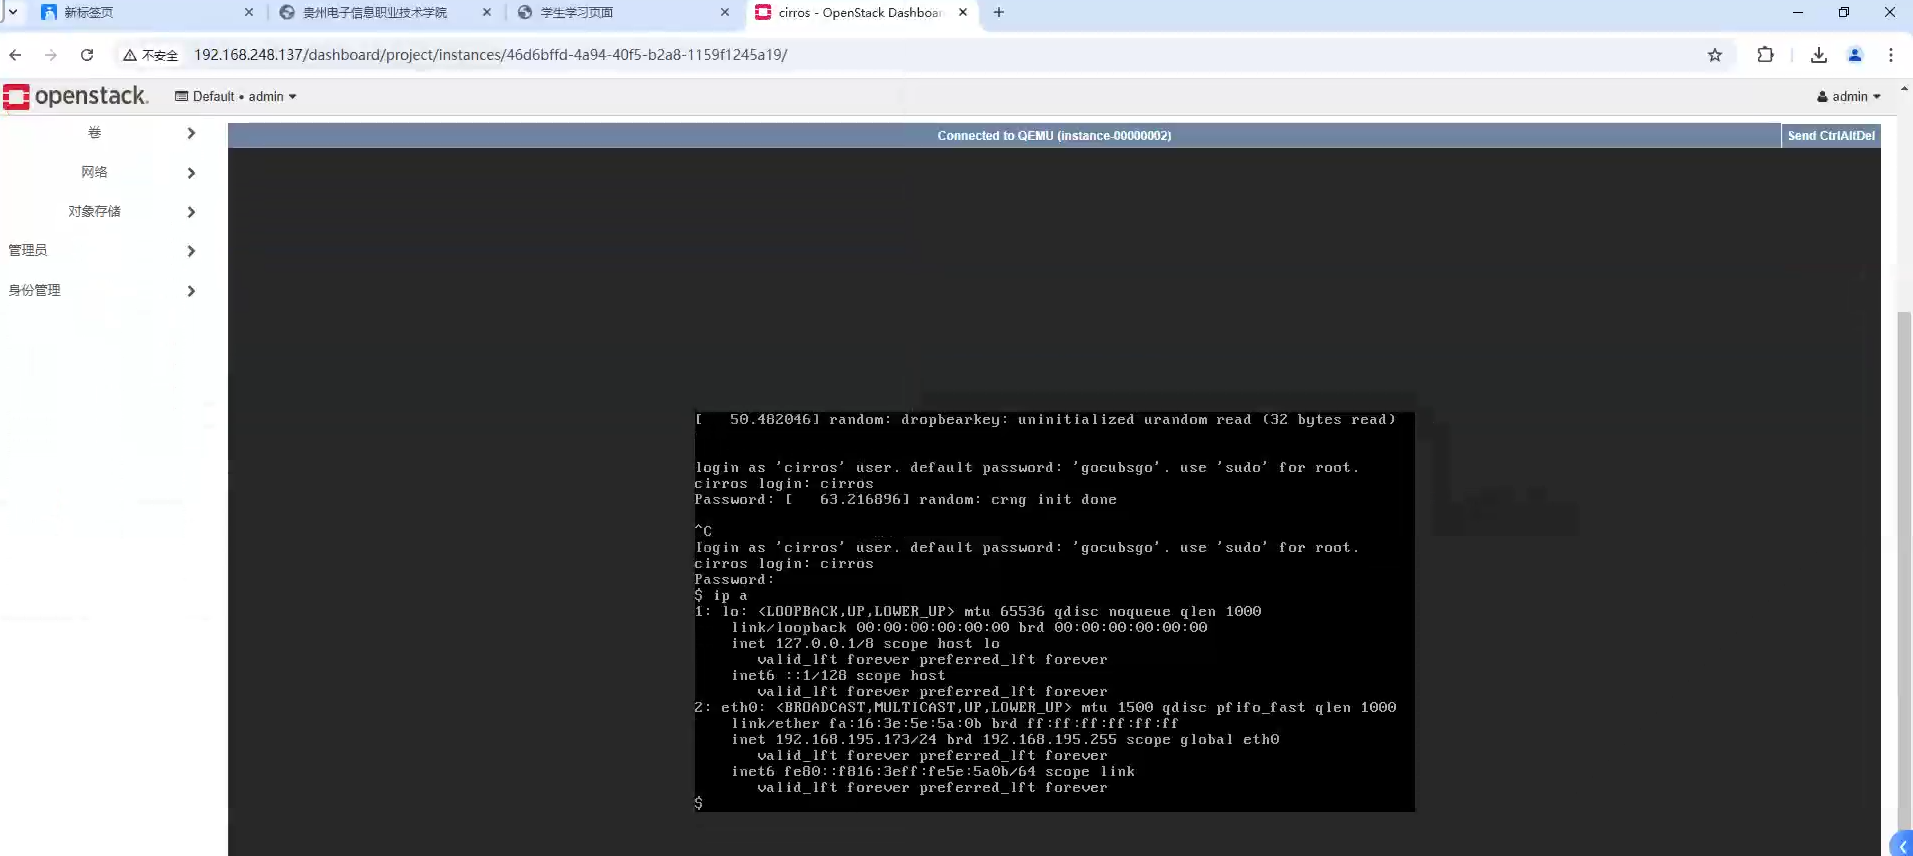 新标签页
贵州电子信息职业技术学院
学生学习页面
cirros - OpenStack Dashboar
不安全
192.168.248.137/dashboard/project/instances/46d6bffd-4a94-40f5-b2a8-1159f1245a19/
openstack.
Default • admin
admin
卷
网络
对象存储
管理员
身份管理
Connected to QEMU (instance-00000002)
Send CtrlAltDel
[   50.482046] random: dropbearkey: uninitialized urandom read (32 bytes read)
login as 'cirros' user. default password: 'gocubsgo'. use 'sudo' for root.
cirros login: cirros
Password: [   63.216896] random: crng init done
^C
login as 'cirros' user. default password: 'gocubsgo'. use 'sudo' for root.
cirros login: cirros
Password:
$ ip a
1: lo: <LOOPBACK,UP,LOWER_UP> mtu 65536 qdisc noqueue qlen 1000
link/loopback 00:00:00:00:00:00 brd 00:00:00:00:00:00
inet 127.0.0.1/8 scope host lo
valid_lft forever preferred_lft forever
inet6 ::1/128 scope host
valid_lft forever preferred_lft forever
2: eth0: <BROADCAST,MULTICAST,UP,LOWER_UP> mtu 1500 qdisc pfifo_fast qlen 1000
link/ether fa:16:3e:5e:5a:0b brd ff:ff:ff:ff:ff:ff
inet 192.168.195.173/24 brd 192.168.195.255 scope global eth0
valid_lft forever preferred_lft forever
inet6 fe80::f816:3eff:fe5e:5a0b/64 scope link
valid_lft forever preferred_lft forever
$